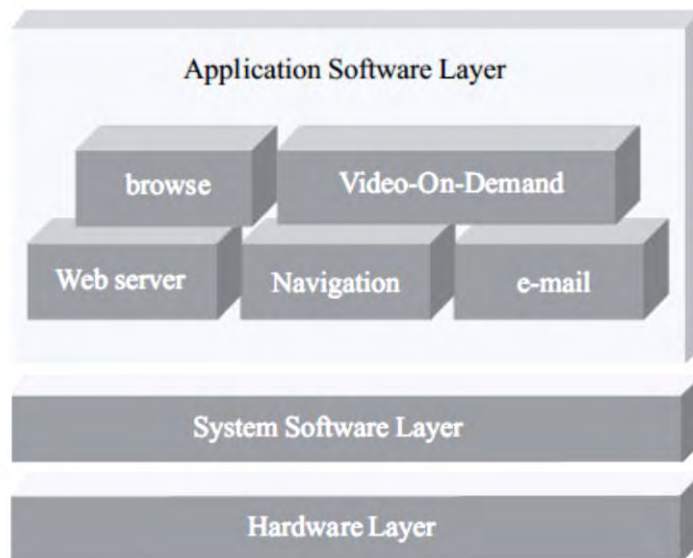 Application Software Layer
browse
Video-On-Demand
Web server
Navigation
e-mail
System Software Layer
Hardware Layer